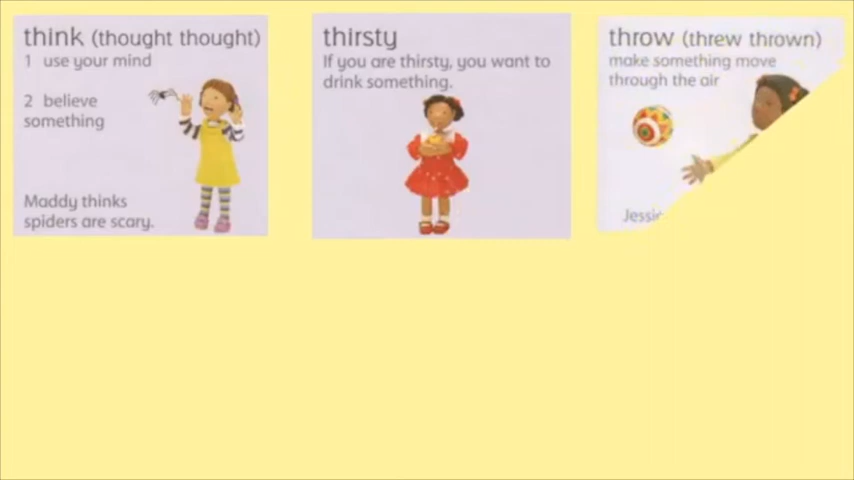 think (thought thought)
1 use your mind
2 believe
something
Maddy thinks
spiders are scary.
thirsty
If you are thirsty, you want to
drink something.
throw (threw thrown)
make something move
through the air